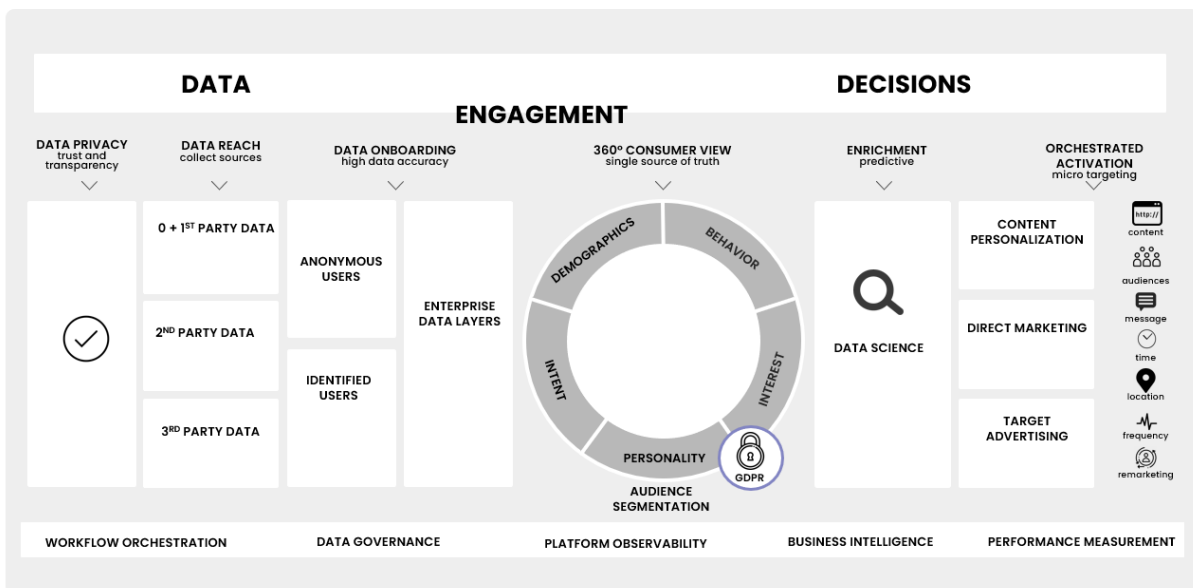 DATA
DECISIONS
ENGAGEMENT
DATA PRIVACY
trust and
transparency
DATA REACH
collect sources
DATA ONBOARDING
high data accuracy
360° CONSUMER VIEW
single source of truth
ENRICHMENT
predictive
ORCHESTRATED
ACTIVATION
micro targeting
0 + 1ST PARTY DATA
2ND PARTY DATA
3RD PARTY DATA
ANONYMOUS
USERS
IDENTIFIED
USERS
ENTERPRISE
DATA LAYERS
DEMOGRAPHICS
BEHAVIOR
INTENT
INTEREST
PERSONALITY
GDPR
AUDIENCE
SEGMENTATION
DATA SCIENCE
CONTENT
PERSONALIZATION
DIRECT MARKETING
TARGET
ADVERTISING
http://
content
audiences
message
time
location
frequency
remarketing
WORKFLOW ORCHESTRATION
DATA GOVERNANCE
PLATFORM OBSERVABILITY
BUSINESS INTELLIGENCE
PERFORMANCE MEASUREMENT